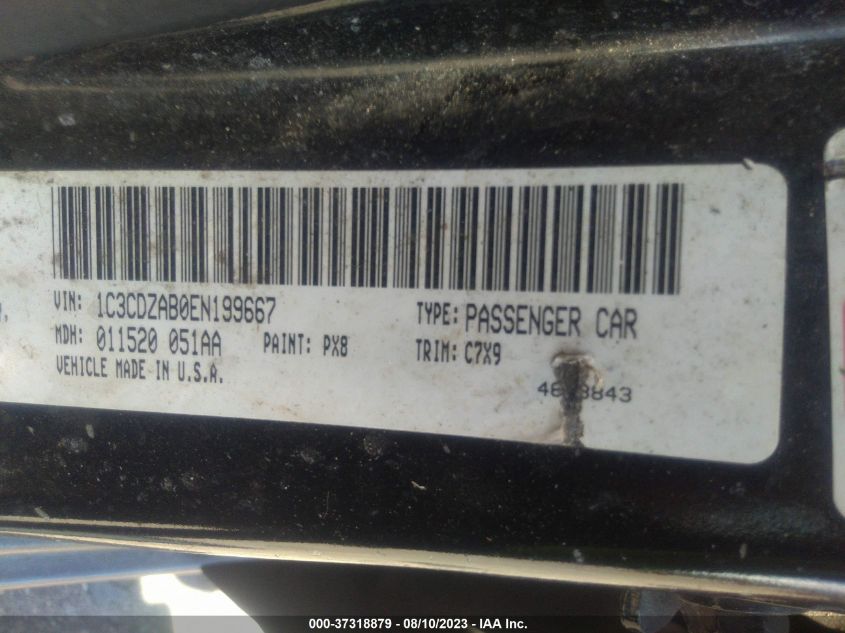 VIN: 1C3CDZAB0EN199667 TYPE: PASSENGER CAR
MDH: 011520 051AA PAINT: PX8 TRIM: C7X9
VEHICLE MADE IN U.S.A.
000-37318879 - 08/10/2023 - IAA Inc.